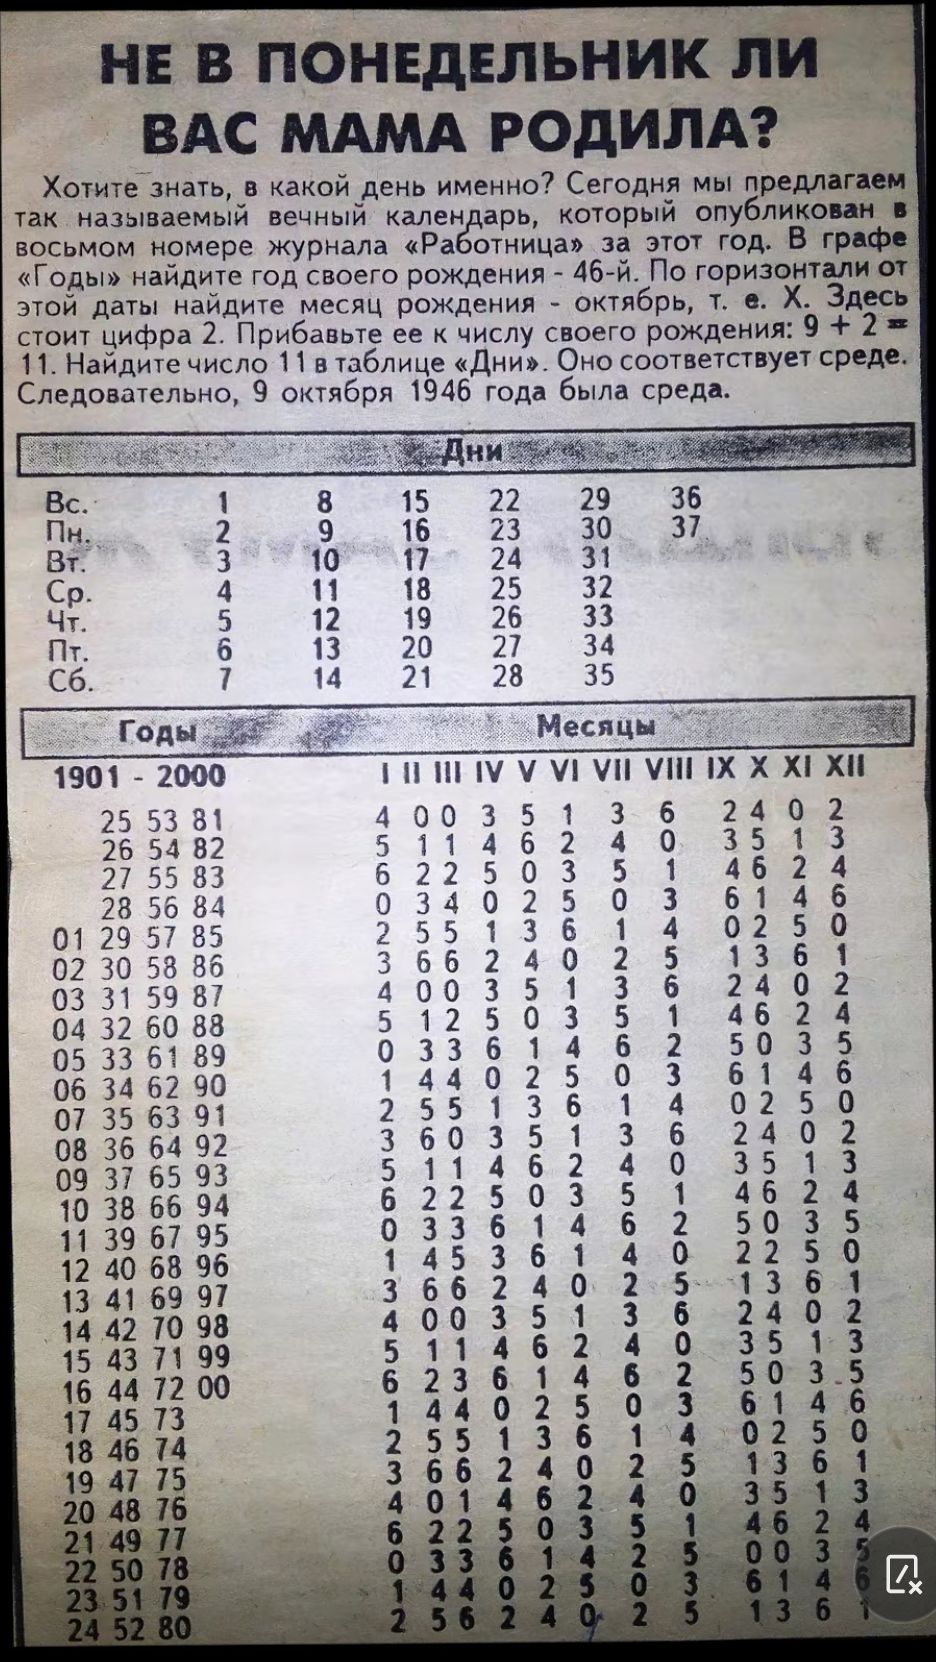 НЕ В ПОНЕДЕЛЬНИК ЛИ
ВАС МАМА РОДИЛА?
Хотите знать, в какой день именно? Сегодня мы предлагаем
так называемый вечный календарь, который опубликован в
восьмом номере журнала «Работница» за этот год. В графе
«Годы» найдите год своего рождения - 46-й. По горизонтали от
этой даты найдите месяц рождения - октябрь, т. е. X. Здесь
стоит цифра 2. Прибавьте ее к числу своего рождения: 9 + 2 =
11. Найдите число 11 в таблице «Дни». Оно соответствует среде.
Следовательно, 9 октября 1946 года была среда.
Дни
Вс. 1 8 15 22 29 36
Пн. 2 9 16 23 30 37
Вт. 3 10 17 24 31
Ср. 4 11 18 25 32
Чт. 5 12 19 26 33
Пт. 6 13 20 27 34
Сб. 7 14 21 28 35
Годы Месяцы
1901 - 2000 I II III IV V VI VII VIII IX X XI XII
25 53 81 4 0 0 3 5 1 3 6 2 4 0 2
26 54 82 5 1 1 4 6 2 4 0 3 5 1 3
27 55 83 6 2 2 5 0 3 5 1 4 6 2 4
28 56 84 0 3 4 0 2 5 0 3 6 1 4 6
01 29 57 85 2 5 5 1 3 6 1 4 0 2 5 0
02 30 58 86 3 6 6 2 4 0 2 5 1 3 6 1
03 31 59 87 4 0 0 3 5 1 3 6 2 4 0 2
04 32 60 88 5 1 2 5 0 3 5 1 4 6 2 4
05 33 61 89 0 3 3 6 1 4 6 2 5 0 3 5
06 34 62 90 1 4 4 0 2 5 0 3 6 1 4 6
07 35 63 91 2 5 5 1 3 6 1 4 0 2 5 0
08 36 64 92 3 6 0 3 5 1 3 6 2 4 0 2
09 37 65 93 5 1 1 4 6 2 4 0 3 5 1 3
10 38 66 94 6 2 2 5 0 3 5 1 4 6 2 4
11 39 67 95 0 3 3 6 1 4 6 2 5 0 3 5
12 40 68 96 1 4 5 3 6 1 4 0 2 2 5 0
13 41 69 97 3 6 6 2 4 0 2 5 1 3 6 1
14 42 70 98 4 0 0 3 5 1 3 6 2 4 0 2
15 43 71 99 5 1 1 4 6 2 4 0 3 5 1 3
16 44 72 00 6 2 3 6 1 4 6 2 5 0 3 5
17 45 73 1 4 4 0 2 5 0 3 6 1 4 6
18 46 74 2 5 5 1 3 6 1 4 0 2 5 0
19 47 75 3 6 6 2 4 0 2 5 1 3 6 1
20 48 76 4 0 1 4 6 2 4 0 3 5 1 3
21 49 77 6 2 2 5 0 3 5 1 4 6 2 4
22 50 78 0 3 3 6 1 4 2 5 0 0 3 5
23 51 79 1 4 4 0 2 5 0 3 6 1 4 6
24 52 80 2 5 6 2 4 0 2 5 1 3 6 1